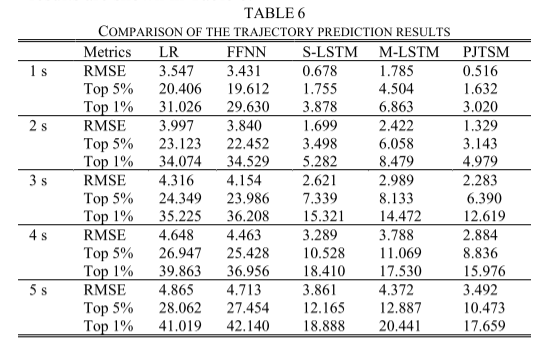 TABLE 6
COMPARISON OF THE TRAJECTORY PREDICTION RESULTS
Metrics LR FFNN S-LSTM M-LSTM PJTSM
1 s RMSE 3.547 3.431 0.678 1.785 0.516
Top 5% 20.406 19.612 1.755 4.504 1.632
Top 1% 31.026 29.630 3.878 6.863 3.020
2 s RMSE 3.997 3.840 1.699 2.422 1.329
Top 5% 23.123 22.452 3.498 6.058 3.143
Top 1% 34.074 34.529 5.282 8.479 4.979
3 s RMSE 4.316 4.154 2.621 2.989 2.283
Top 5% 24.349 23.986 7.339 8.133 6.390
Top 1% 35.225 36.208 15.321 14.472 12.619
4 s RMSE 4.648 4.463 3.289 3.788 2.884
Top 5% 26.947 25.428 10.528 11.069 8.836
Top 1% 39.863 36.956 18.410 17.530 15.976
5 s RMSE 4.865 4.713 3.861 4.372 3.492
Top 5% 28.062 27.454 12.165 12.887 10.473
Top 1% 41.019 42.140 18.888 20.441 17.659